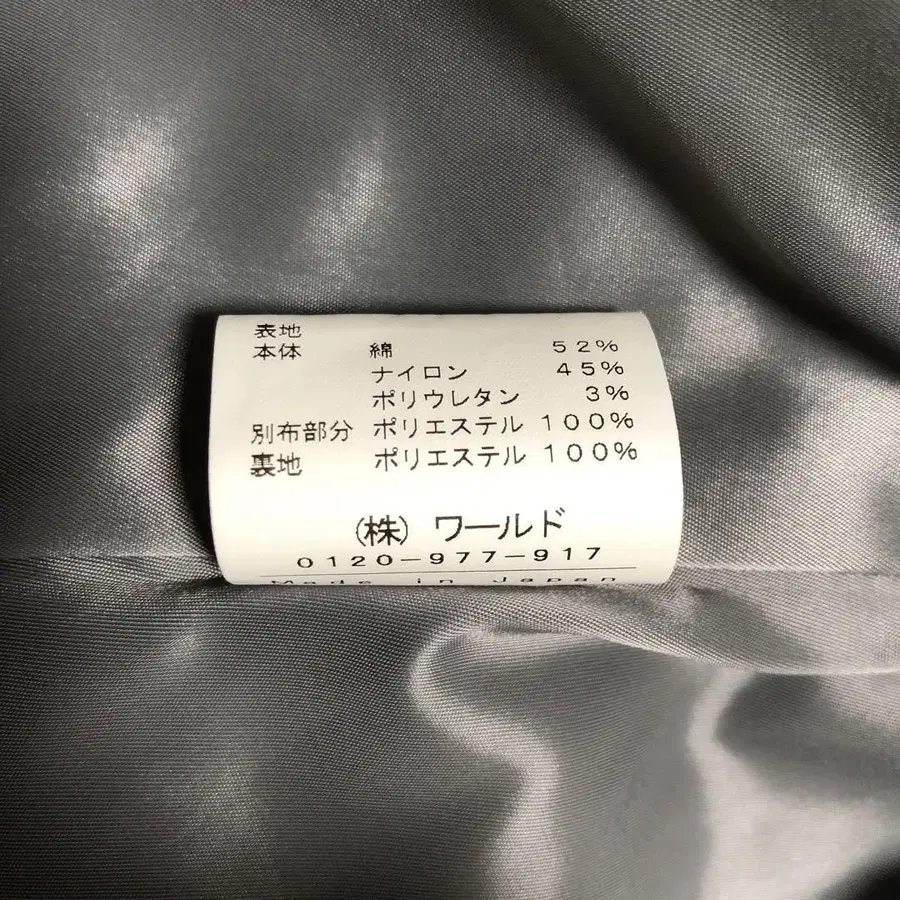 表地
本体 綿 52%
ナイロン 45%
ポリウレタン 3%
別布部分 ポリエステル 100%
裏地 ポリエステル 100%
(株) ワールド
0120-977-917
Made in Japan